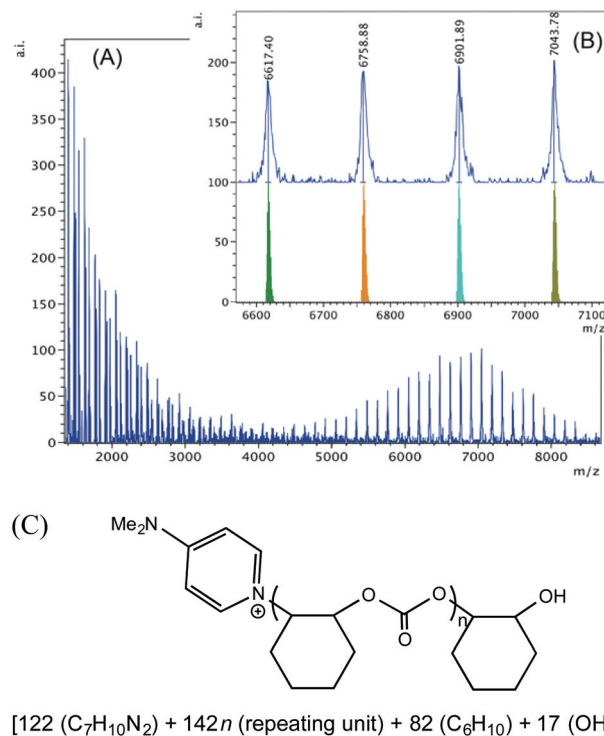 (A)
(B)
a.i.
400
350
300
250
200
150
100
50
0
2000 3000 4000 5000 6000 7000 8000
m/z
a.i.
200
150
100
50
0
6617.40 6758.88 6901.89 7043.78
6600 6700 6800 6900 7000 7100
m/z
(C)
Me₂N
N
⊕
(
O
O
O
)
n
OH
[122 (C₇H₁₀N₂) + 142n (repeating unit) + 82 (C₆H₁₀) + 17 (OH